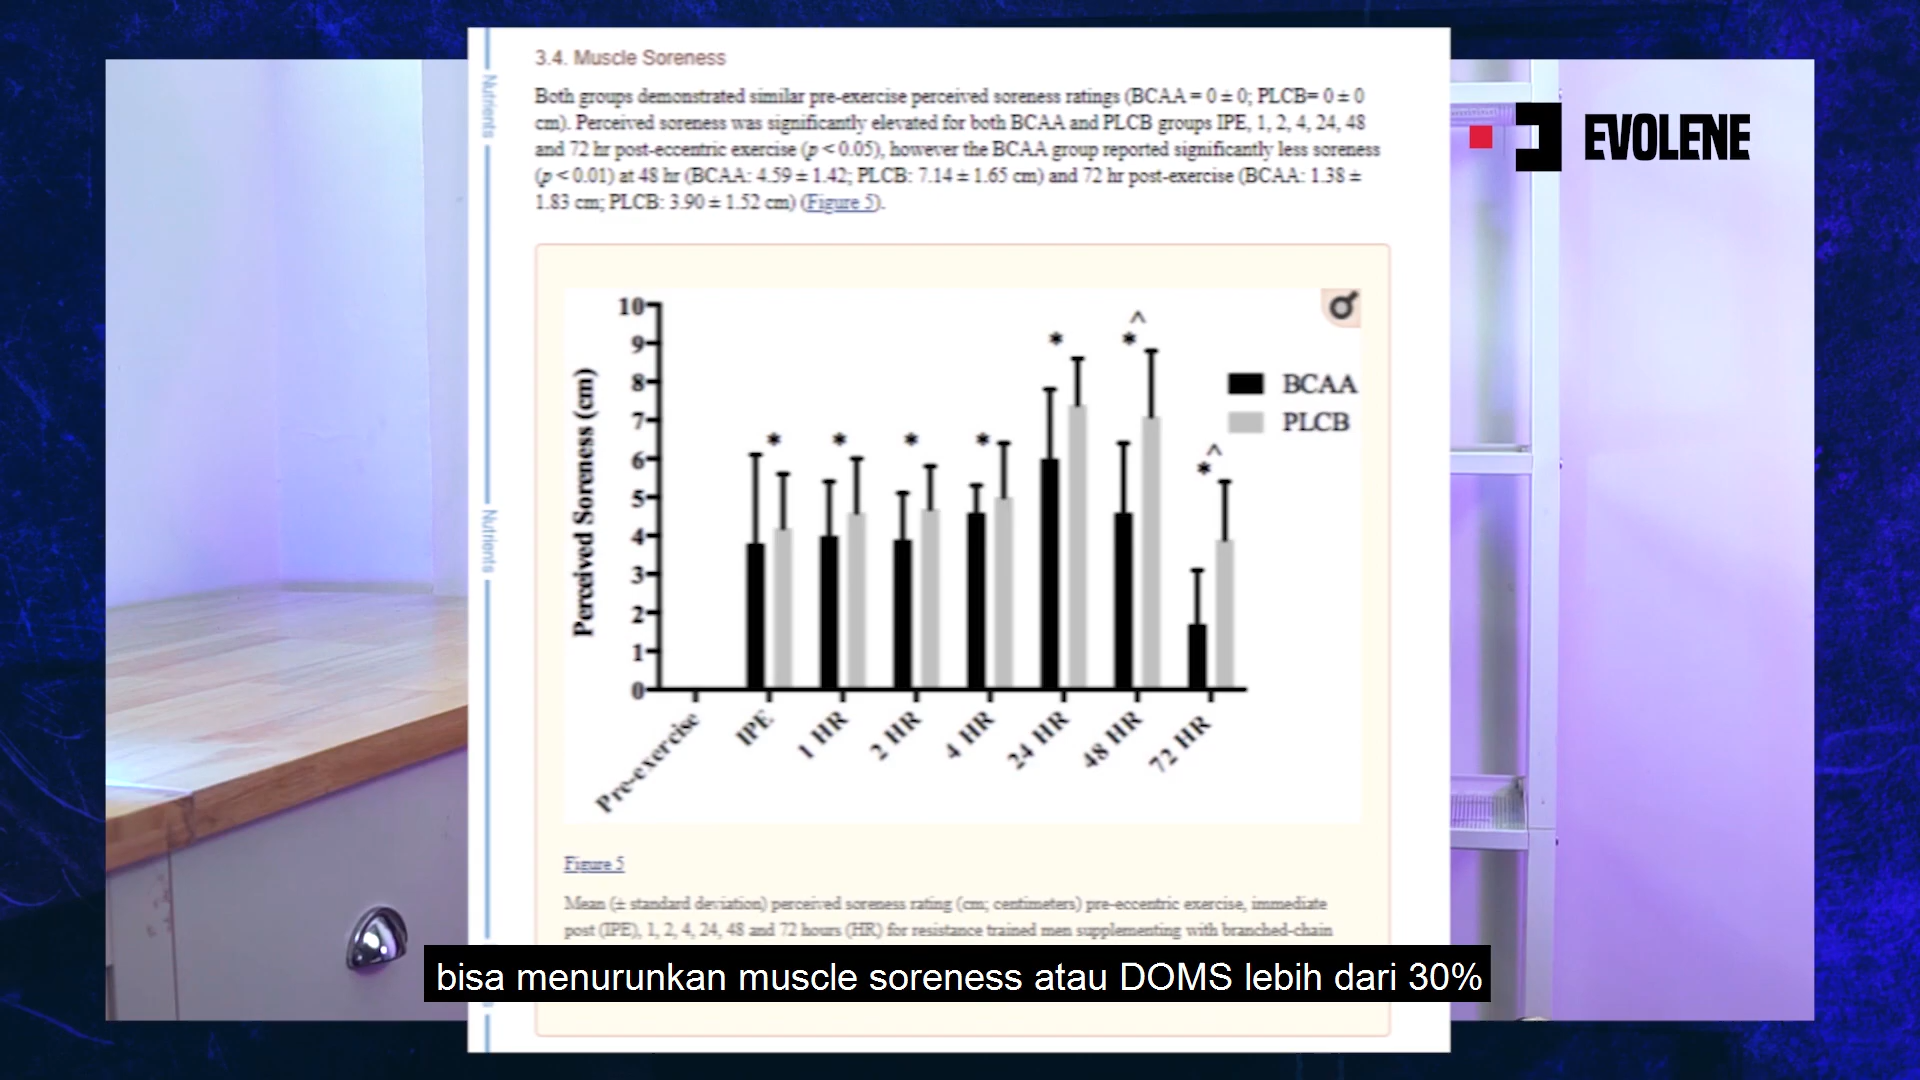 3.4. Muscle Soreness
Both groups demonstrated similar pre-exercise perceived soreness ratings (BCAA = 0 ± 0; PLCB= 0 ± 0
cm). Perceived soreness was significantly elevated for both BCAA and PLCB groups IPE, 1, 2, 4, 24, 48
and 72 hr post-eccentric exercise (p < 0.05), however the BCAA group reported significantly less soreness
(p < 0.01) at 48 hr (BCAA: 4.59 ± 1.42; PLCB: 7.14 ± 1.65 cm) and 72 hr post-exercise (BCAA: 1.38 ±
1.83 cm; PLCB: 3.90 ± 1.52 cm) (Figure 5).
Nutrients
Nutrients
EVOLENE
Perceived Soreness (cm)
10
9
8
7
6
5
4
3
2
1
0
* * * * * *^ *^
BCAA
PLCB
Pre-exercise
IPE
1 HR
2 HR
4 HR
24 HR
48 HR
72 HR
Figure 5
Mean (± standard deviation) perceived soreness rating (cm; centimeters) pre-eccentric exercise, immediate
post (IPE), 1, 2, 4, 24, 48 and 72 hours (HR) for resistance trained men supplementing with branched-chain
bisa menurunkan muscle soreness atau DOMS lebih dari 30%